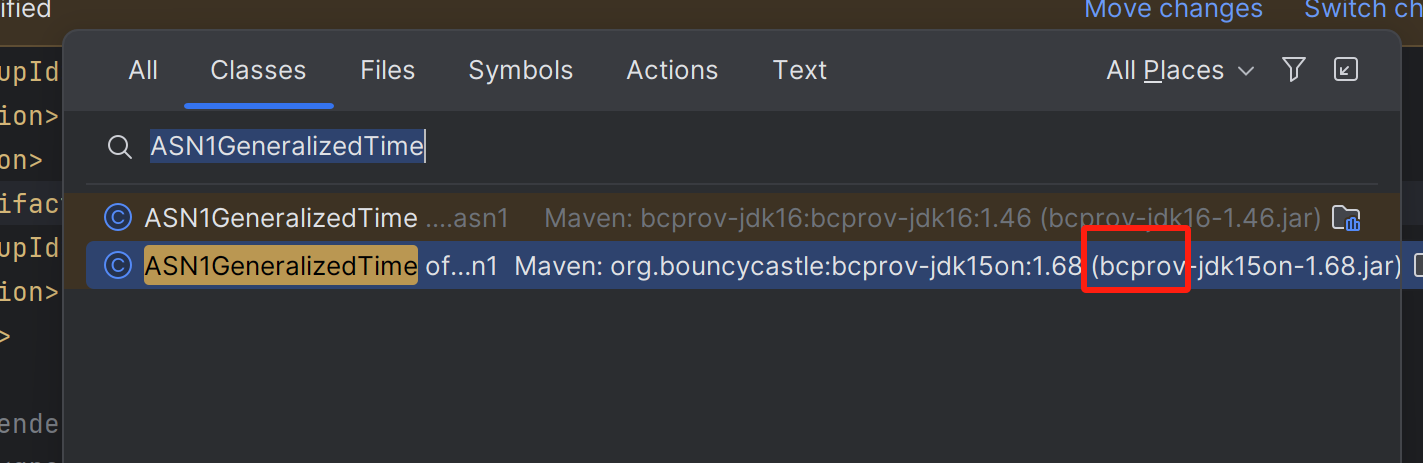 ified Move changes Switch ch
All Classes Files Symbols Actions Text All Places
upId
ion>
ASN1GeneralizedTime
on>
ifact
ASN1GeneralizedTime ....asn1 Maven: bcprov-jdk16:bcprov-jdk16:1.46 (bcprov-jdk16-1.46.jar)
upId
ASN1GeneralizedTime of...n1 Maven: org.bouncycastle:bcprov-jdk15on:1.68 (bcprov-jdk15on-1.68.jar)
ion>
>
ende